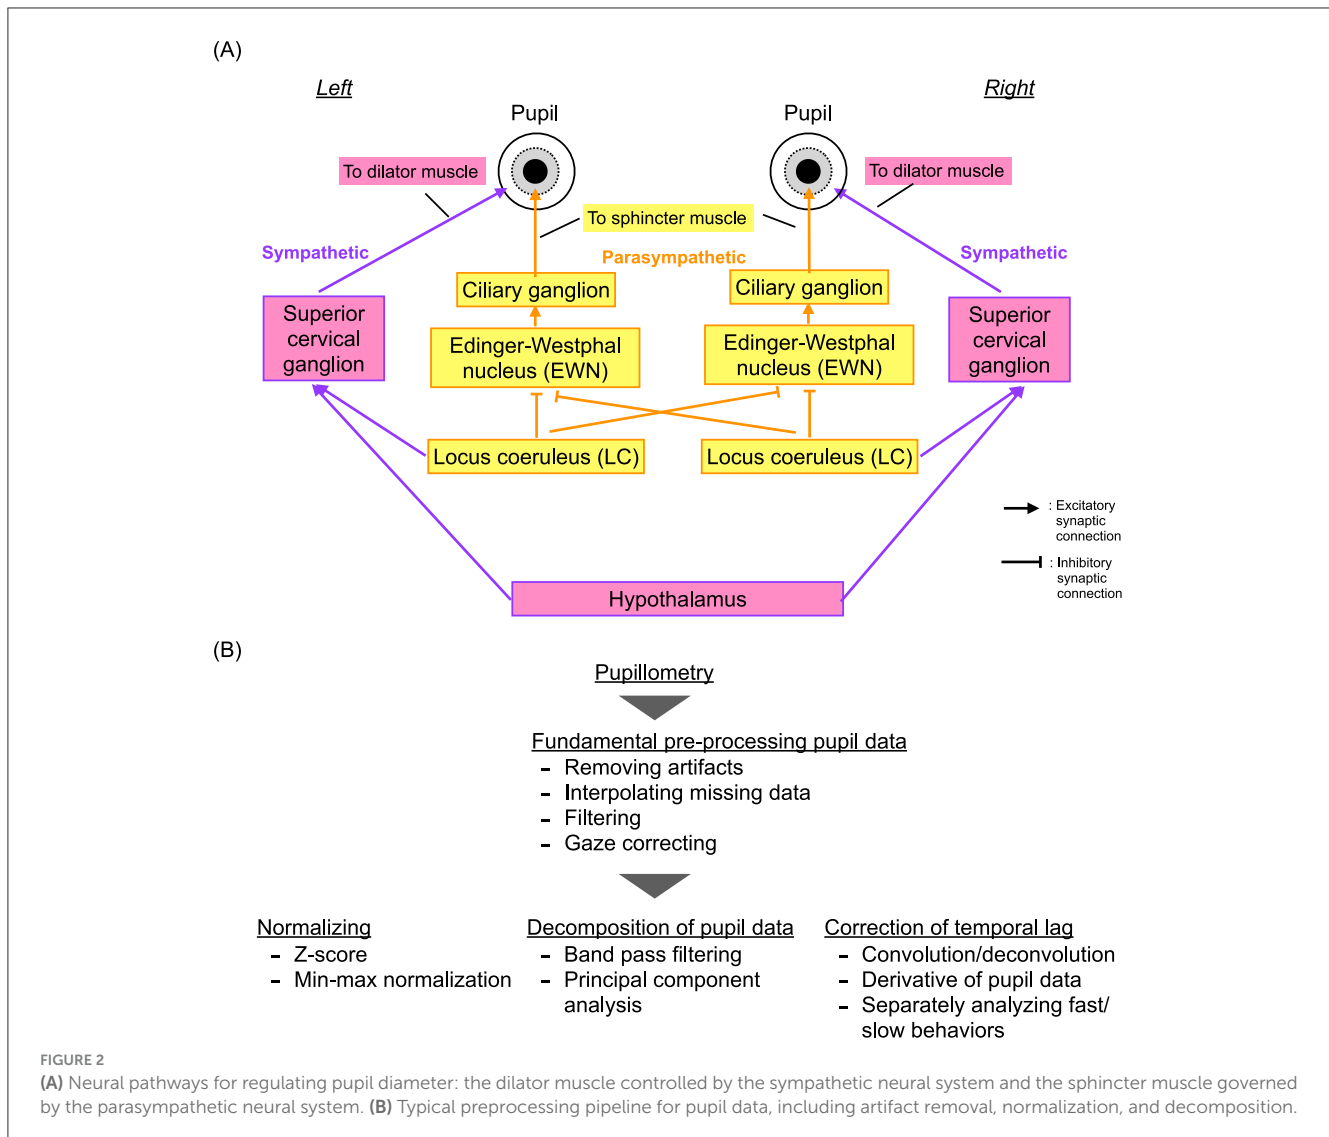 (A)
Left
Right
Pupil
Pupil
To dilator muscle
To dilator muscle
To sphincter muscle
Sympathetic
Parasympathetic
Sympathetic
Ciliary ganglion
Ciliary ganglion
Superior
cervical
ganglion
Edinger-Westphal
nucleus (EWN)
Edinger-Westphal
nucleus (EWN)
Superior
cervical
ganglion
Locus coeruleus (LC)
Locus coeruleus (LC)
: Excitatory
synaptic
connection
: Inhibitory
synaptic
connection
Hypothalamus
(B)
Pupillometry
Fundamental pre-processing pupil data
– Removing artifacts
– Interpolating missing data
– Filtering
– Gaze correcting
Normalizing
– Z-score
– Min-max normalization
Decomposition of pupil data
– Band pass filtering
– Principal component
analysis
Correction of temporal lag
– Convolution/deconvolution
– Derivative of pupil data
– Separately analyzing fast/
slow behaviors
FIGURE 2
(A) Neural pathways for regulating pupil diameter: the dilator muscle controlled by the sympathetic neural system and the sphincter muscle governed
by the parasympathetic neural system. (B) Typical preprocessing pipeline for pupil data, including artifact removal, normalization, and decomposition.